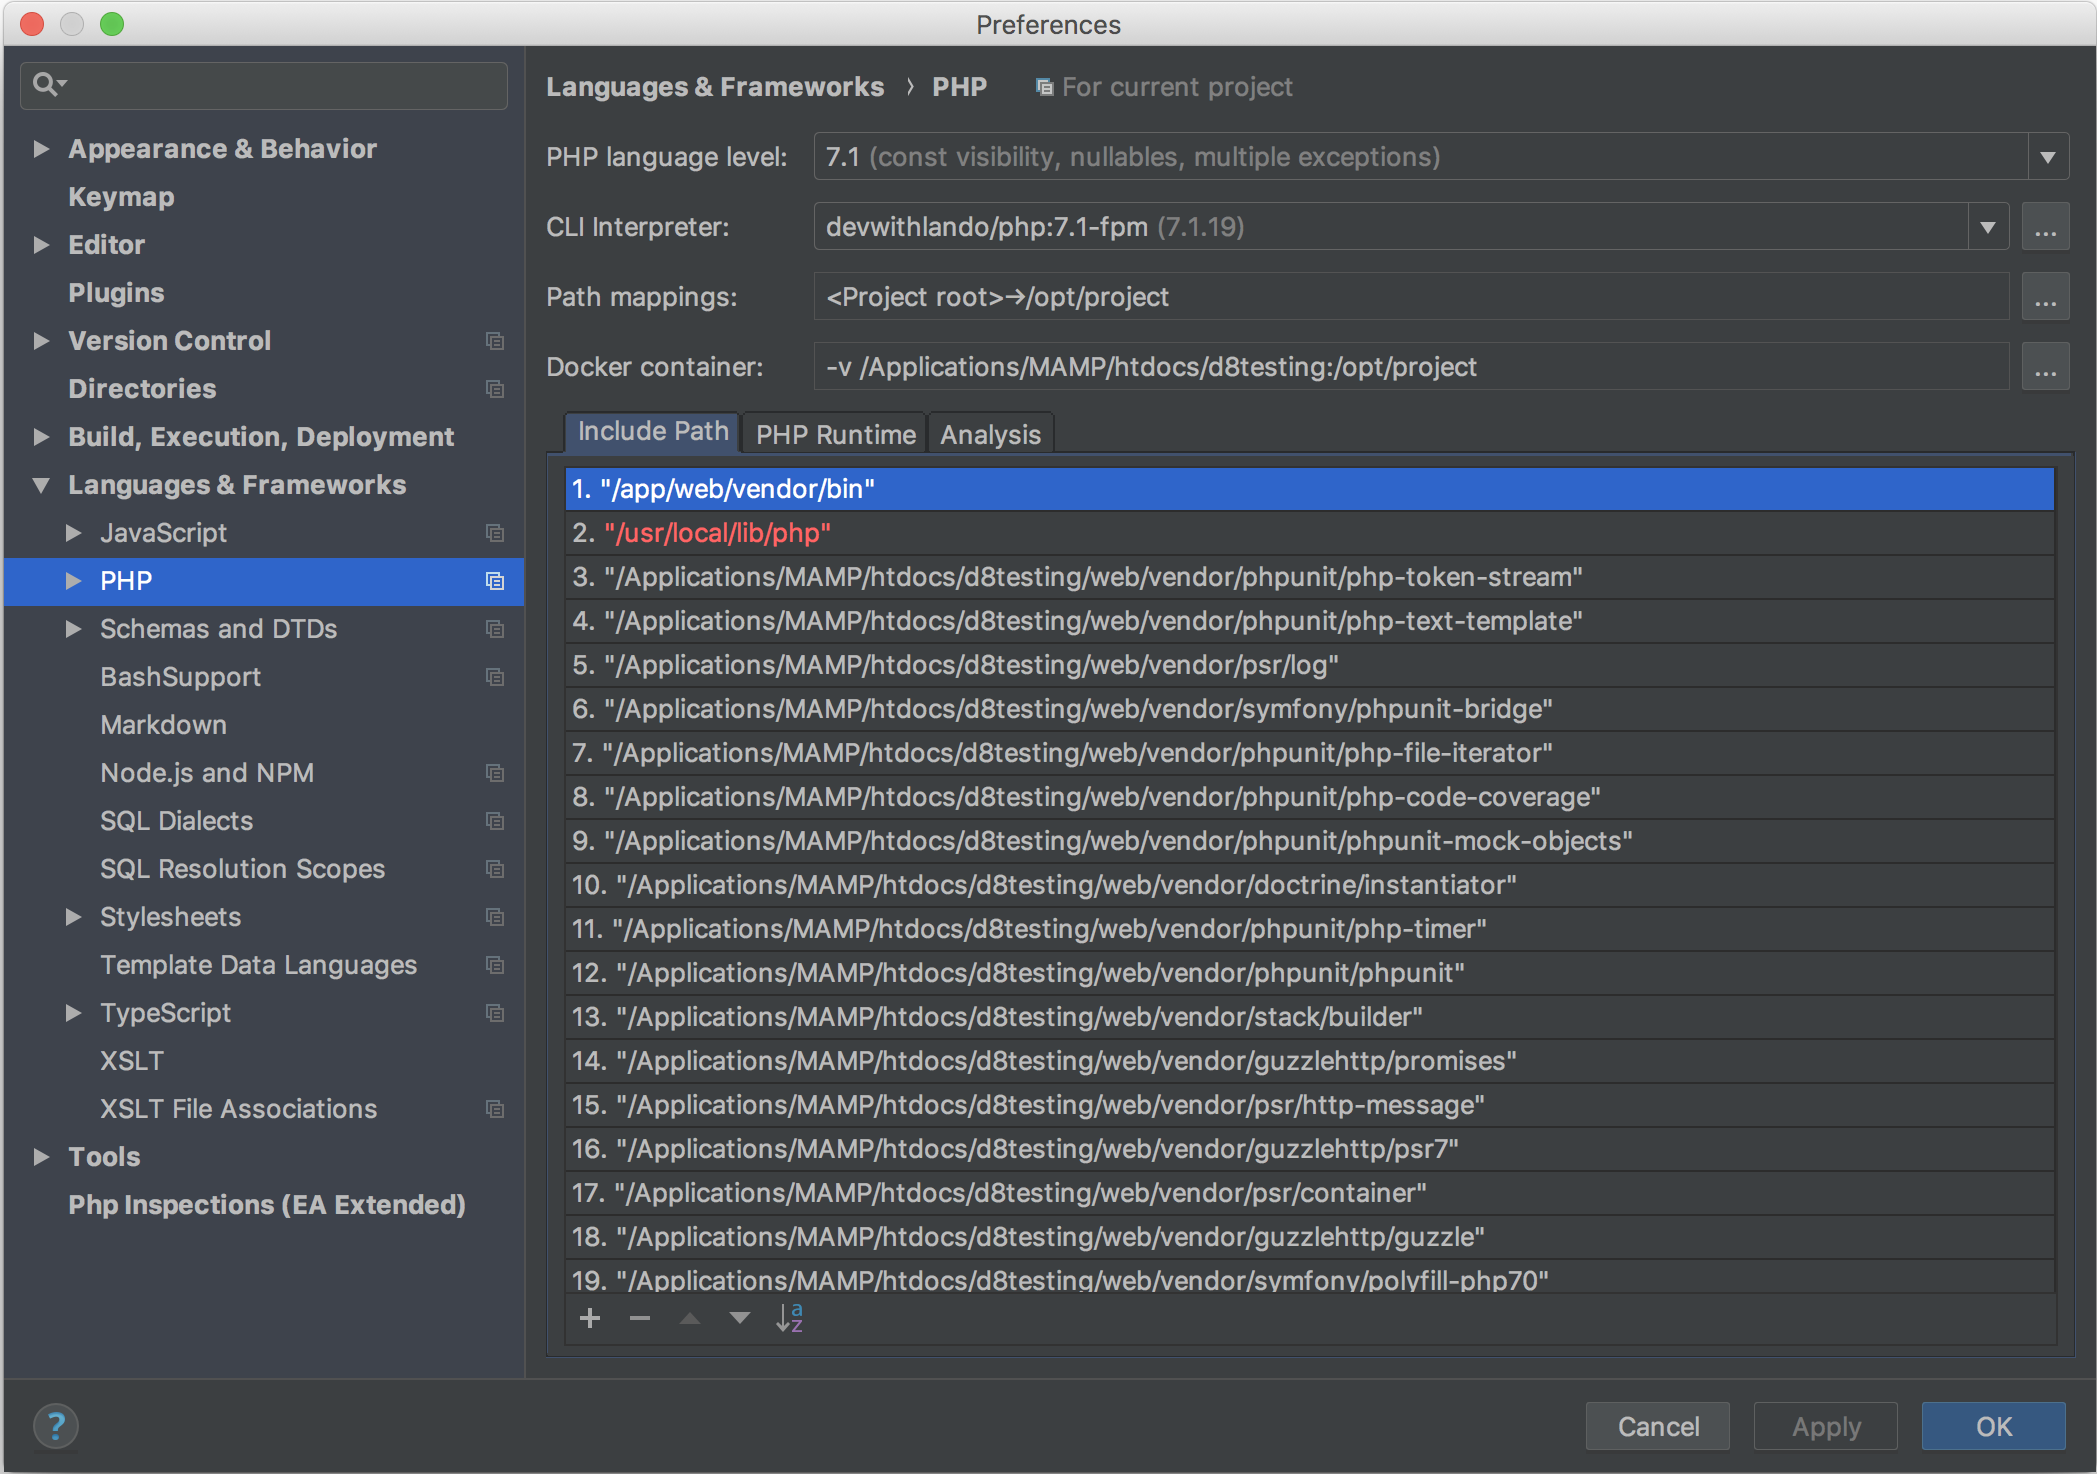 Preferences
Appearance & Behavior
Keymap
Editor
Plugins
Version Control
Directories
Build, Execution, Deployment
Languages & Frameworks
JavaScript
PHP
Schemas and DTDs
BashSupport
Markdown
Node.js and NPM
SQL Dialects
SQL Resolution Scopes
Stylesheets
Template Data Languages
TypeScript
XSLT
XSLT File Associations
Tools
Php Inspections (EA Extended)
Languages & Frameworks › PHP For current project
PHP language level: 7.1 (const visibility, nullables, multiple exceptions)
CLI Interpreter: devwithlando/php:7.1-fpm (7.1.19) ...
Path mappings: <Project root>→/opt/project ...
Docker container: -v /Applications/MAMP/htdocs/d8testing:/opt/project ...
Include Path PHP Runtime Analysis
1. "/app/web/vendor/bin"
2. "/usr/local/lib/php"
3. "/Applications/MAMP/htdocs/d8testing/web/vendor/phpunit/php-token-stream"
4. "/Applications/MAMP/htdocs/d8testing/web/vendor/phpunit/php-text-template"
5. "/Applications/MAMP/htdocs/d8testing/web/vendor/psr/log"
6. "/Applications/MAMP/htdocs/d8testing/web/vendor/symfony/phpunit-bridge"
7. "/Applications/MAMP/htdocs/d8testing/web/vendor/phpunit/php-file-iterator"
8. "/Applications/MAMP/htdocs/d8testing/web/vendor/phpunit/php-code-coverage"
9. "/Applications/MAMP/htdocs/d8testing/web/vendor/phpunit/phpunit-mock-objects"
10. "/Applications/MAMP/htdocs/d8testing/web/vendor/doctrine/instantiator"
11. "/Applications/MAMP/htdocs/d8testing/web/vendor/phpunit/php-timer"
12. "/Applications/MAMP/htdocs/d8testing/web/vendor/phpunit/phpunit"
13. "/Applications/MAMP/htdocs/d8testing/web/vendor/stack/builder"
14. "/Applications/MAMP/htdocs/d8testing/web/vendor/guzzlehttp/promises"
15. "/Applications/MAMP/htdocs/d8testing/web/vendor/psr/http-message"
16. "/Applications/MAMP/htdocs/d8testing/web/vendor/guzzlehttp/psr7"
17. "/Applications/MAMP/htdocs/d8testing/web/vendor/psr/container"
18. "/Applications/MAMP/htdocs/d8testing/web/vendor/guzzlehttp/guzzle"
19. "/Applications/MAMP/htdocs/d8testing/web/vendor/symfony/polyfill-php70"
a
z
? Cancel Apply OK